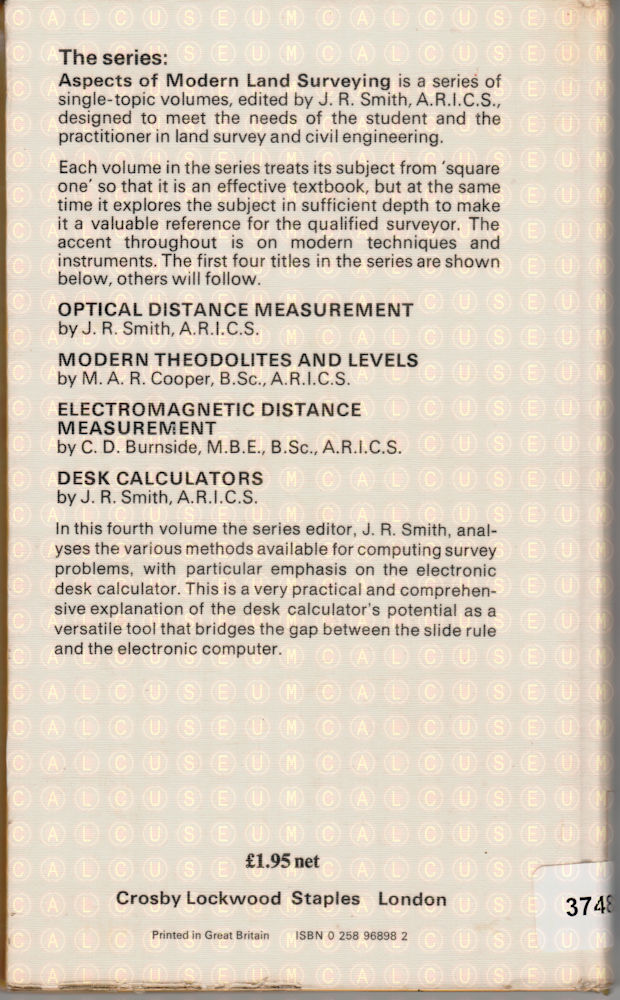 The series:
Aspects of Modern Land Surveying is a series of
single-topic volumes, edited by J. R. Smith, A.R.I.C.S.,
designed to meet the needs of the student and the
practitioner in land survey and civil engineering.
Each volume in the series treats its subject from ‘square
one’ so that it is an effective textbook, but at the same
time it explores the subject in sufficient depth to make
it a valuable reference for the qualified surveyor. The
accent throughout is on modern techniques and
instruments. The first four titles in the series are shown
below, others will follow.
OPTICAL DISTANCE MEASUREMENT
by J. R. Smith, A.R.I.C.S.
MODERN THEODOLITES AND LEVELS
by M. A. R. Cooper, B.Sc., A.R.I.C.S.
ELECTROMAGNETIC DISTANCE
MEASUREMENT
by C. D. Burnside, M.B.E., B.Sc., A.R.I.C.S.
DESK CALCULATORS
by J. R. Smith, A.R.I.C.S.
In this fourth volume the series editor, J. R. Smith, anal-
yses the various methods available for computing survey
problems, with particular emphasis on the electronic
desk calculator. This is a very practical and comprehen-
sive explanation of the desk calculator's potential as a
versatile tool that bridges the gap between the slide rule
and the electronic computer.
£1.95 net
Crosby Lockwood Staples London
3748
Printed in Great Britain ISBN 0 258 96898 2